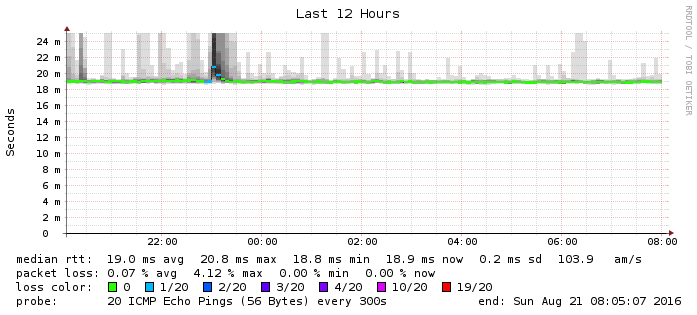 Last 12 Hours
RRDTOOL / TOBI OETIKER
Seconds
24 m
22 m
20 m
18 m
16 m
14 m
12 m
10 m
8 m
6 m
4 m
2 m
0
22:00 00:00 02:00 04:00 06:00 08:00
median rtt: 19.0 ms avg 20.8 ms max 18.8 ms min 18.9 ms now 0.2 ms sd 103.9 am/s
packet loss: 0.07 % avg 4.12 % max 0.00 % min 0.00 % now
loss color: 0 1/20 2/20 3/20 4/20 10/20 19/20
probe: 20 ICMP Echo Pings (56 Bytes) every 300s end: Sun Aug 21 08:05:07 2016